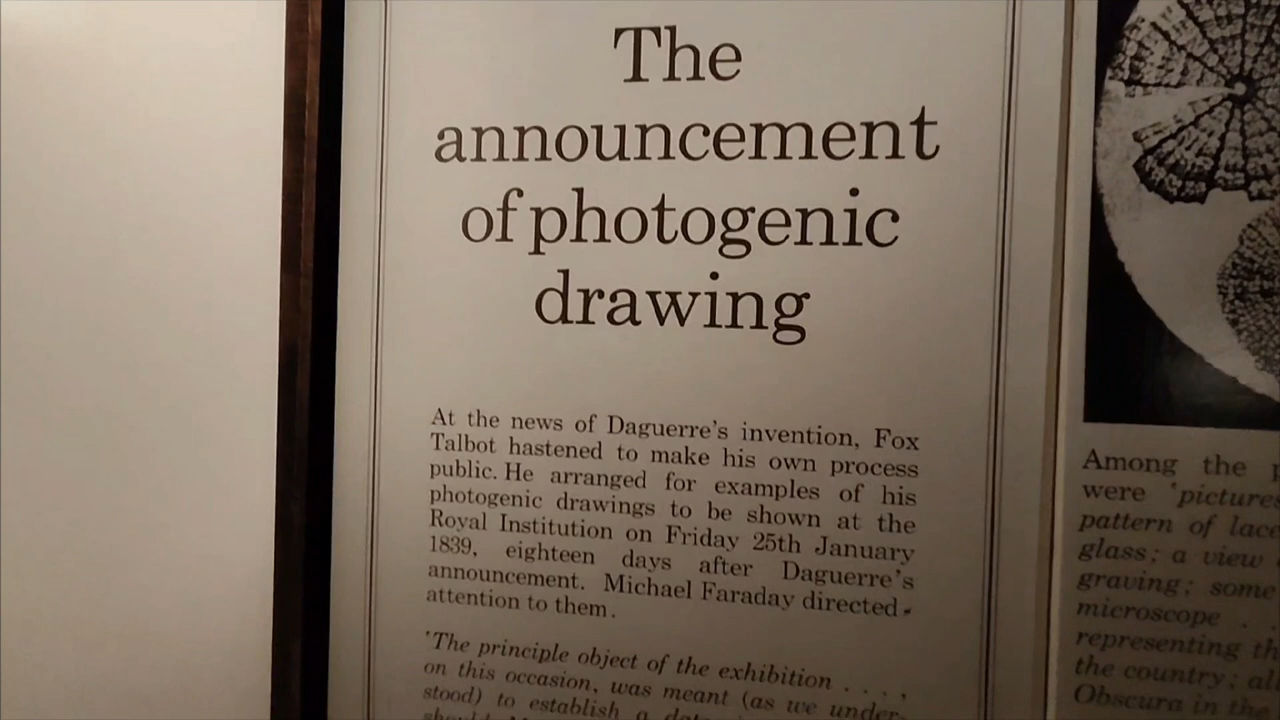 The
announcement
of photogenic
drawing
At the news of Daguerre's invention, Fox
Talbot hastened to make his own process
public. He arranged for examples of his
photogenic drawings to be shown at the
Royal Institution on Friday 25th January
1839, eighteen days after Daguerre's
announcement. Michael Faraday directed
attention to them.
'The principle object of the exhibition . . . ,
on this occasion, was meant (as we under-
stood) to establish a
Among the
were 'pictures
pattern of lace
glass; a view
graving; some
microscope . .
representing
the country;
Obscura in the